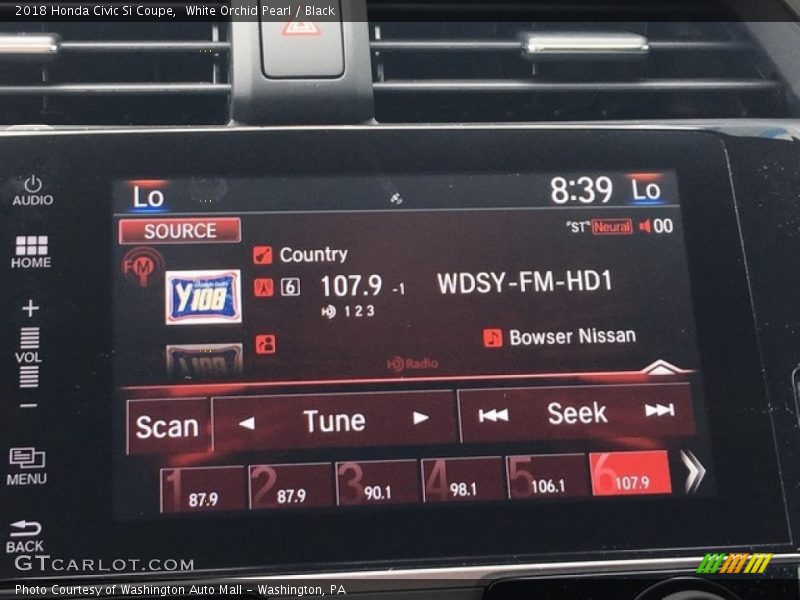 2018 Honda Civic Si Coupe, White Orchid Pearl / Black
AUDIO
HOME
+
VOL
−
MENU
BACK
Lo
8:39 Lo
SOURCE
"ST" Neural 00
FM
Country
Y108
6 107.9 -1 WDSY-FM-HD1
HD 1 2 3
Bowser Nissan
HD Radio
Scan
Tune
Seek
1 87.9
2 87.9
3 90.1
4 98.1
5 106.1
6 107.9
GTCARLOT.COM
Photo Courtesy of Washington Auto Mall - Washington, PA